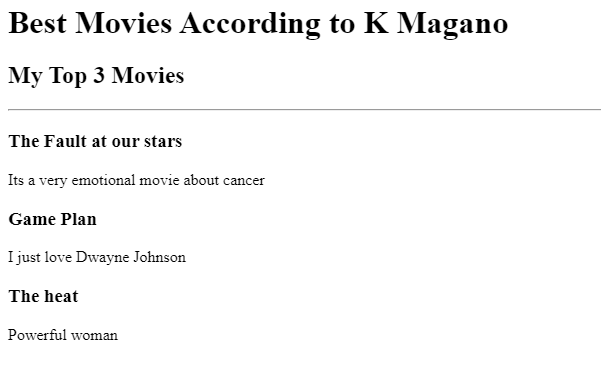 Best Movies According to K Magano
My Top 3 Movies
The Fault at our stars
Its a very emotional movie about cancer
Game Plan
I just love Dwayne Johnson
The heat
Powerful woman